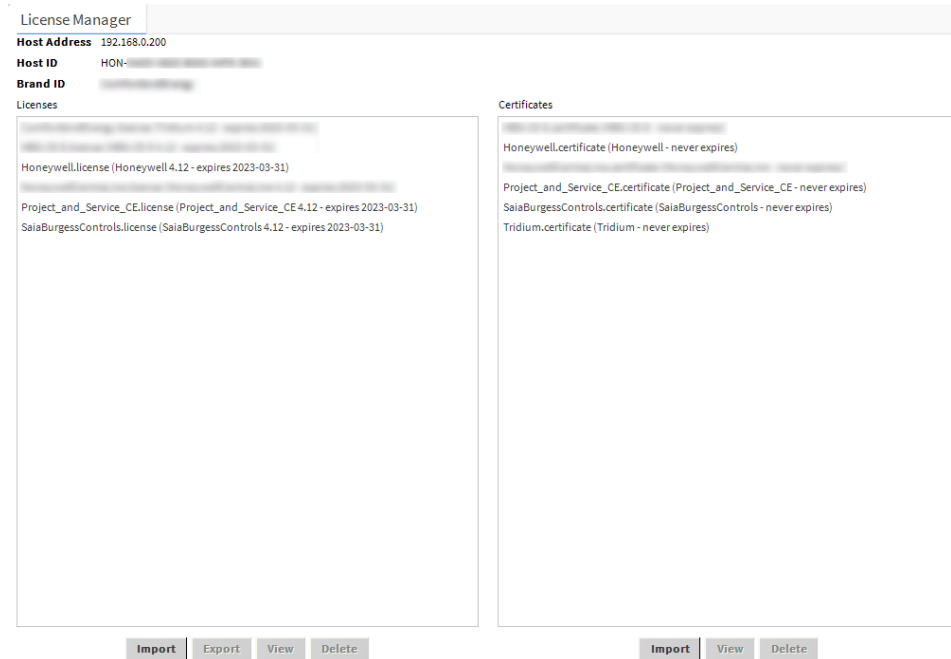 License Manager
Host Address 192.168.0.200
Host ID HON-
Brand ID
Licenses
Honeywell.license (Honeywell 4.12 - expires 2023-03-31)
Project_and_Service_CE.license (Project_and_Service_CE 4.12 - expires 2023-03-31)
SaiaBurgessControls.license (SaiaBurgessControls 4.12 - expires 2023-03-31)
Import Export View Delete
Certificates
Honeywell.certificate (Honeywell - never expires)
Project_and_Service_CE.certificate (Project_and_Service_CE - never expires)
SaiaBurgessControls.certificate (SaiaBurgessControls - never expires)
Tridium.certificate (Tridium - never expires)
Import View Delete